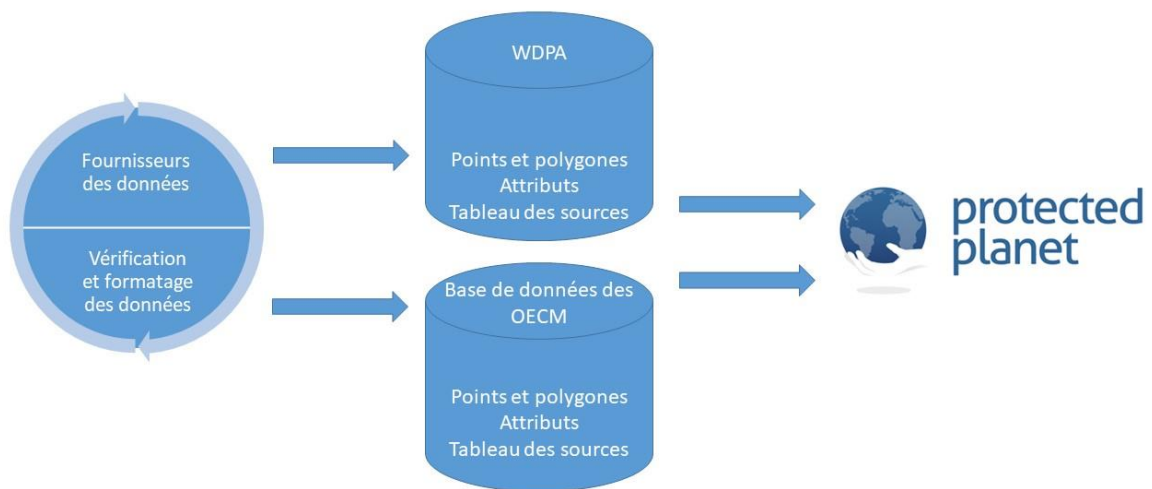 Fournisseurs
des données
Vérification
et formatage
des données
WDPA
Points et polygones
Attributs
Tableau des sources
Base de données des
OECM
Points et polygones
Attributs
Tableau des sources
protected
planet